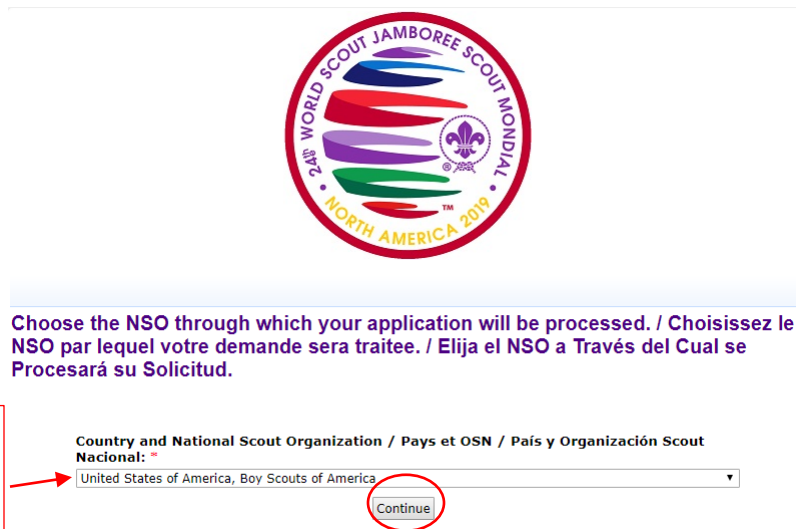 24th WORLD SCOUT JAMBOREE SCOUT MONDIAL
NORTH AMERICA 2019
TM
Choose the NSO through which your application will be processed. / Choisissez le
NSO par lequel votre demande sera traitee. / Elija el NSO a Través del Cual se
Procesará su Solicitud.
Country and National Scout Organization / Pays et OSN / País y Organización Scout
Nacional: *
United States of America, Boy Scouts of America
Continue